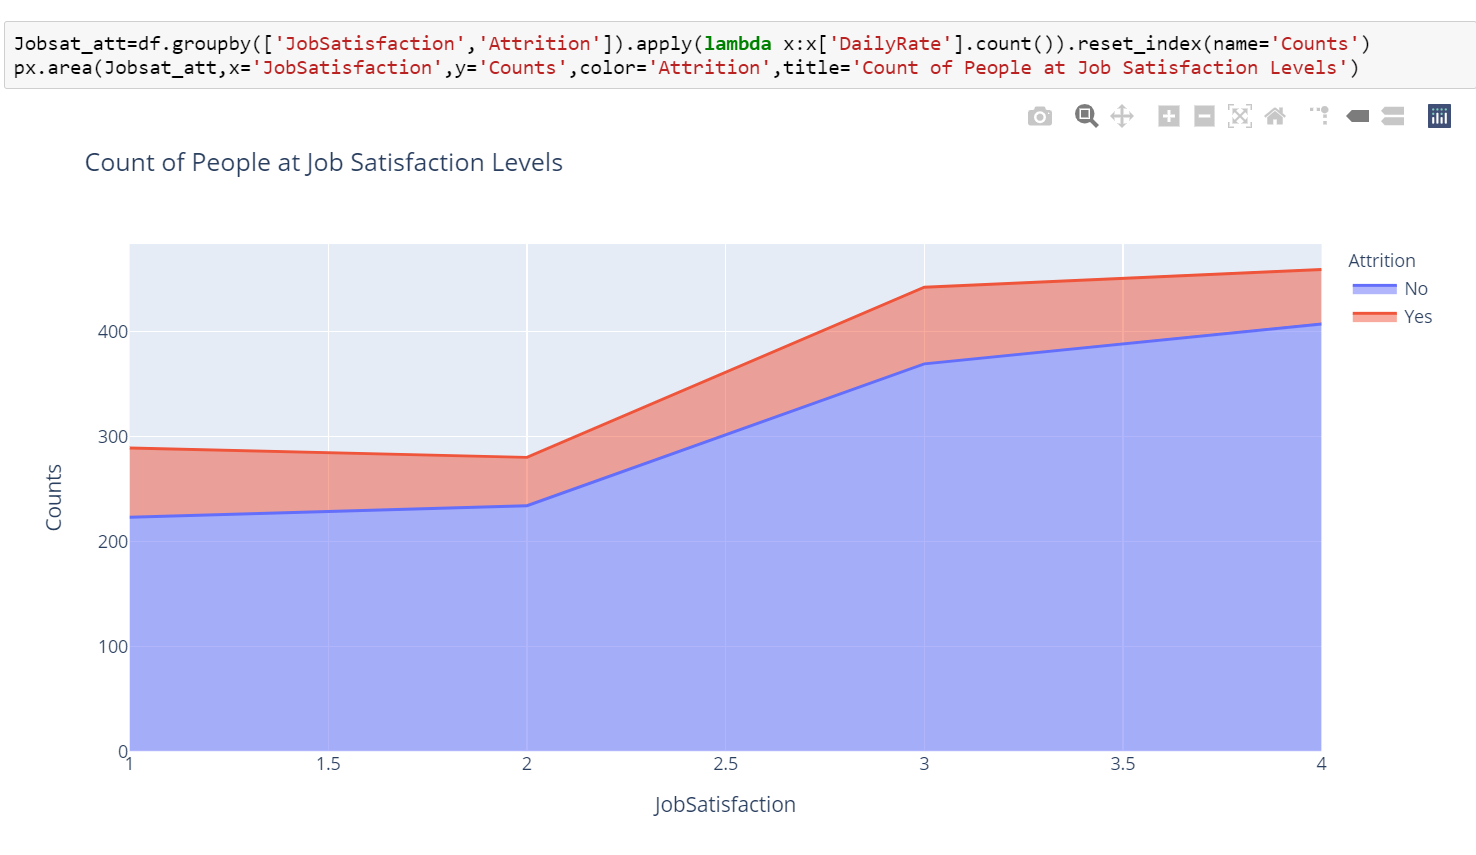 Jobsat_att=df.groupby(['JobSatisfaction','Attrition']).apply(lambda x:x['DailyRate'].count()).reset_index(name='Counts')
px.area(Jobsat_att,x='JobSatisfaction',y='Counts',color='Attrition',title='Count of People at Job Satisfaction Levels')
Count of People at Job Satisfaction Levels
Attrition
No
Yes
400
300
200
100
0
Counts
1 1.5 2 2.5 3 3.5 4
JobSatisfaction